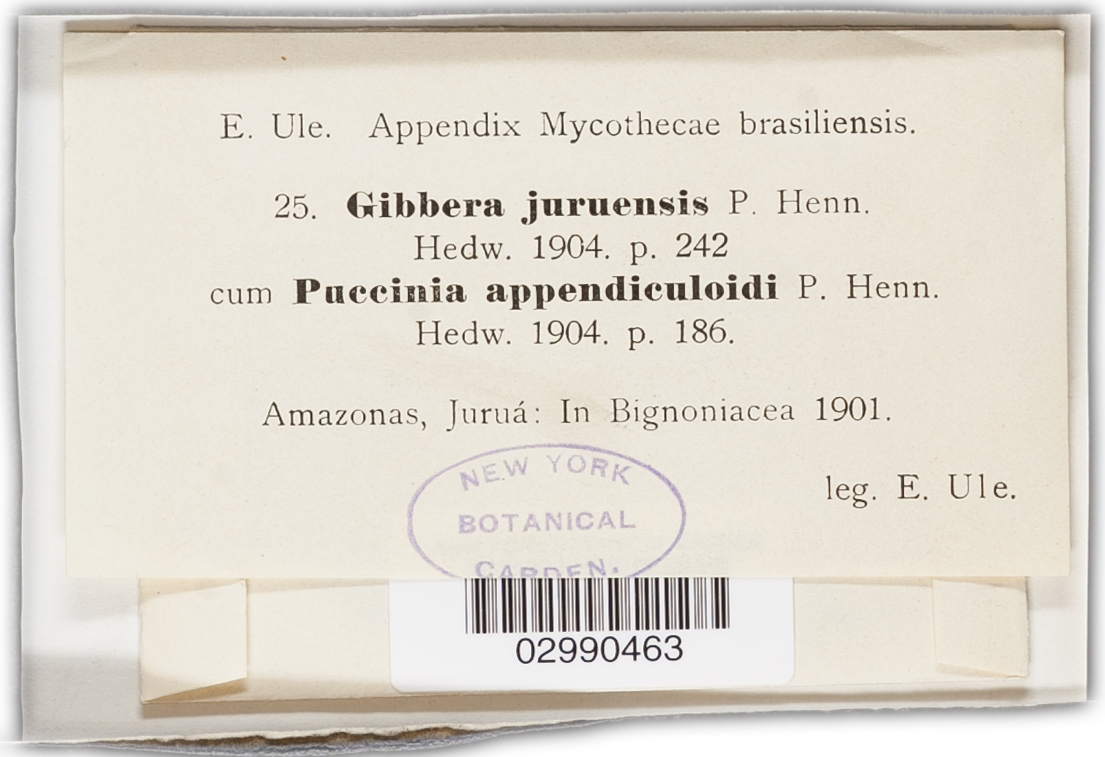 E. Ule. Appendix Mycothecae brasiliensis.
25. Gibbera juruensis P. Henn.
Hedw. 1904. p. 242
cum Puccinia appendiculoidi P. Henn.
Hedw. 1904. p. 186.
Amazonas, Juruá: In Bignoniacea 1901.
leg. E. Ule.
NEW YORK
BOTANICAL
GARDEN.
02990463